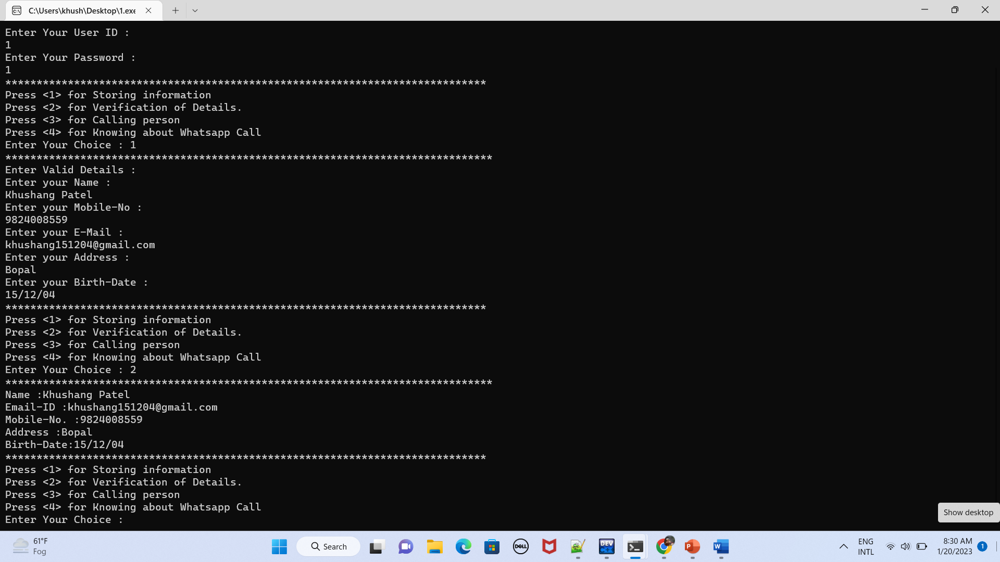 C:\Users\khush\Desktop\1.exe
Enter Your User ID :
1
Enter Your Password :
1
*****************************************************************************
Press <1> for Storing information
Press <2> for Verification of Details.
Press <3> for Calling person
Press <4> for Knowing about Whatsapp Call
Enter Your Choice : 1
******************************************************************************
Enter Valid Details :
Enter your Name :
Khushang Patel
Enter your Mobile-No :
9824008559
Enter your E-Mail :
khushang151204@gmail.com
Enter your Address :
Bopal
Enter your Birth-Date :
15/12/04
*****************************************************************************
Press <1> for Storing information
Press <2> for Verification of Details.
Press <3> for Calling person
Press <4> for Knowing about Whatsapp Call
Enter Your Choice : 2
******************************************************************************
Name :Khushang Patel
Email-ID :khushang151204@gmail.com
Mobile-No. :9824008559
Address :Bopal
Birth-Date:15/12/04
*****************************************************************************
Press <1> for Storing information
Press <2> for Verification of Details.
Press <3> for Calling person
Press <4> for Knowing about Whatsapp Call
Enter Your Choice :
Show desktop
61°F
Fog
Search
DELL
DEV
C++
P
W
ENG
INTL
8:30 AM
1/20/2023
1